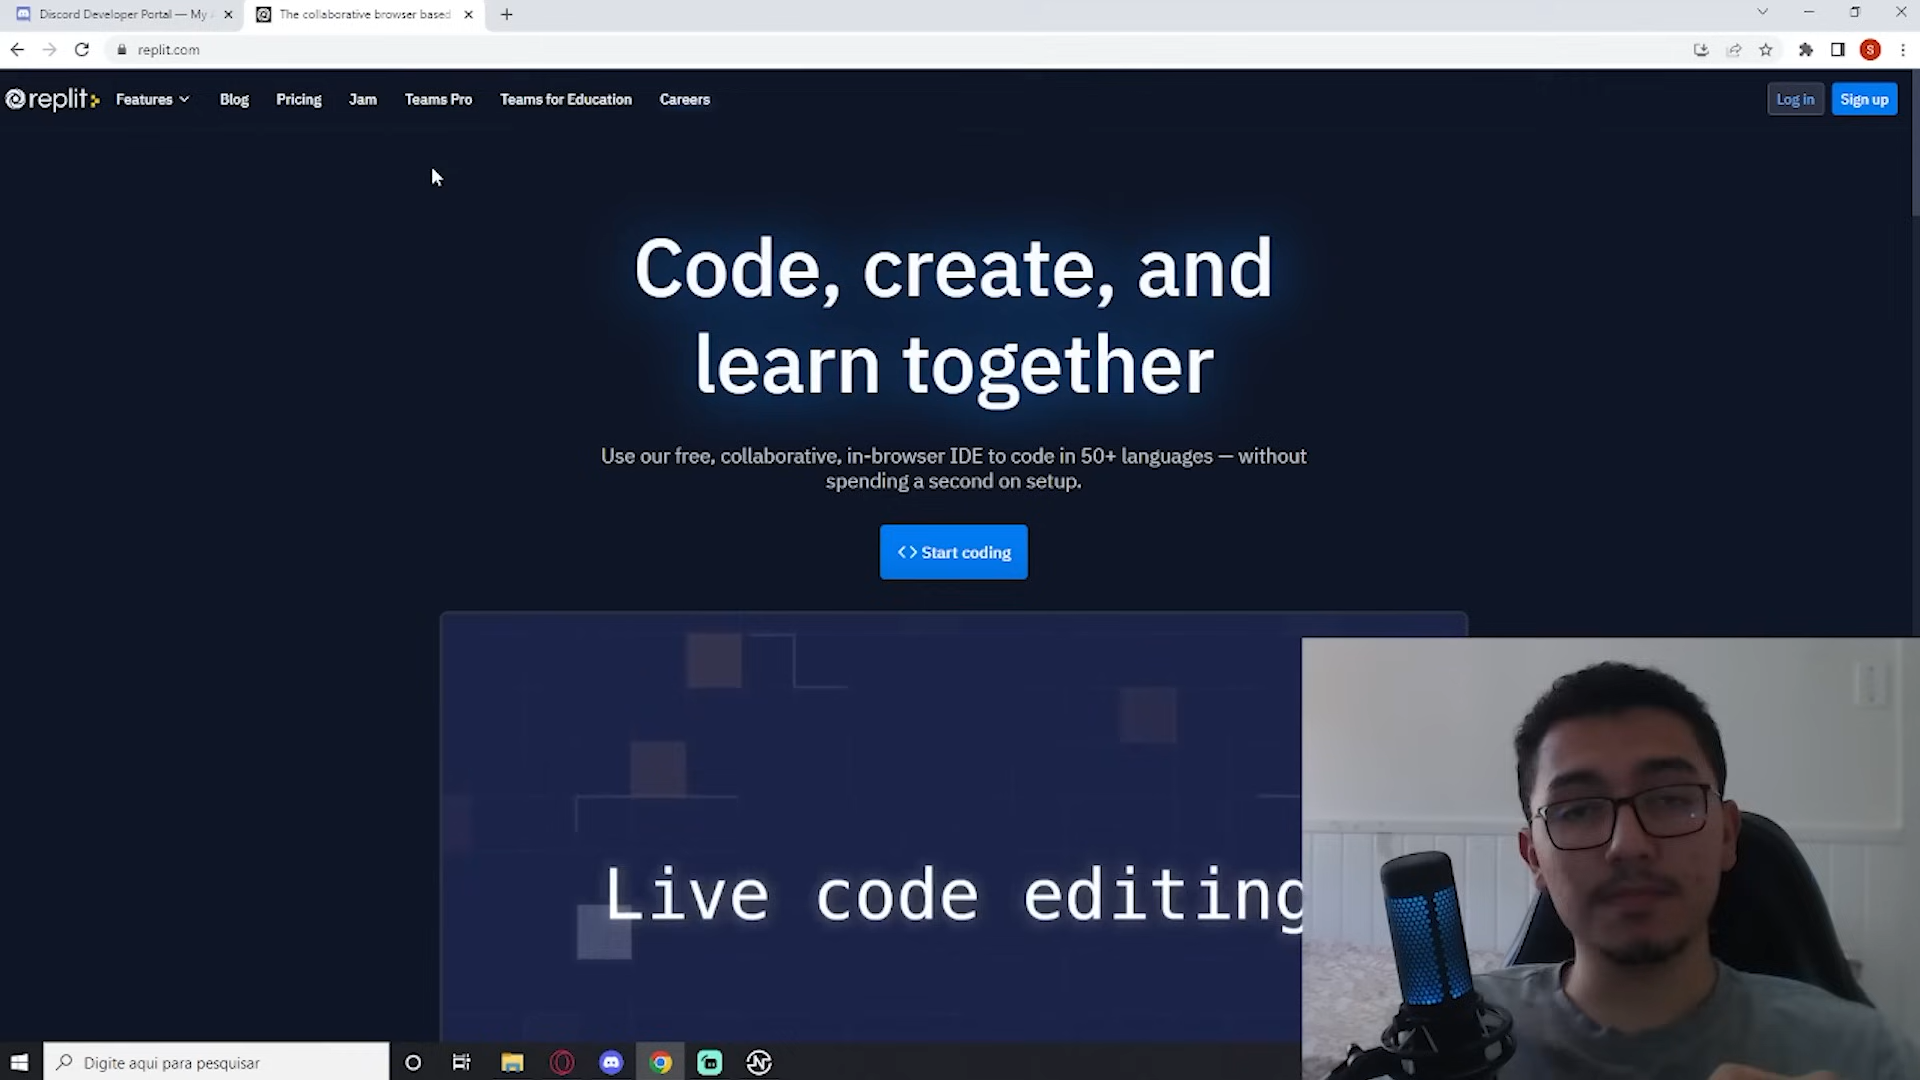 Discord Developer Portal — My A
The collaborative browser based
replit.com
replit
Features
Blog
Pricing
Jam
Teams Pro
Teams for Education
Careers
Log in
Sign up
S
Code, create, and
learn together
Use our free, collaborative, in-browser IDE to code in 50+ languages — without
spending a second on setup.
<> Start coding
Live code editing
Digite aqui para pesquisar